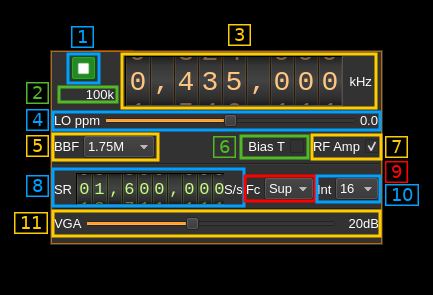 1
2
3
100k
0,435,000 kHz
4
LO ppm 0.0
5
BBF 1.75M
6
Bias T
RF Amp ✓
7
8
SR 01,600,000 S/s
Fc Sup
9
Int 16
10
11
VGA 20dB